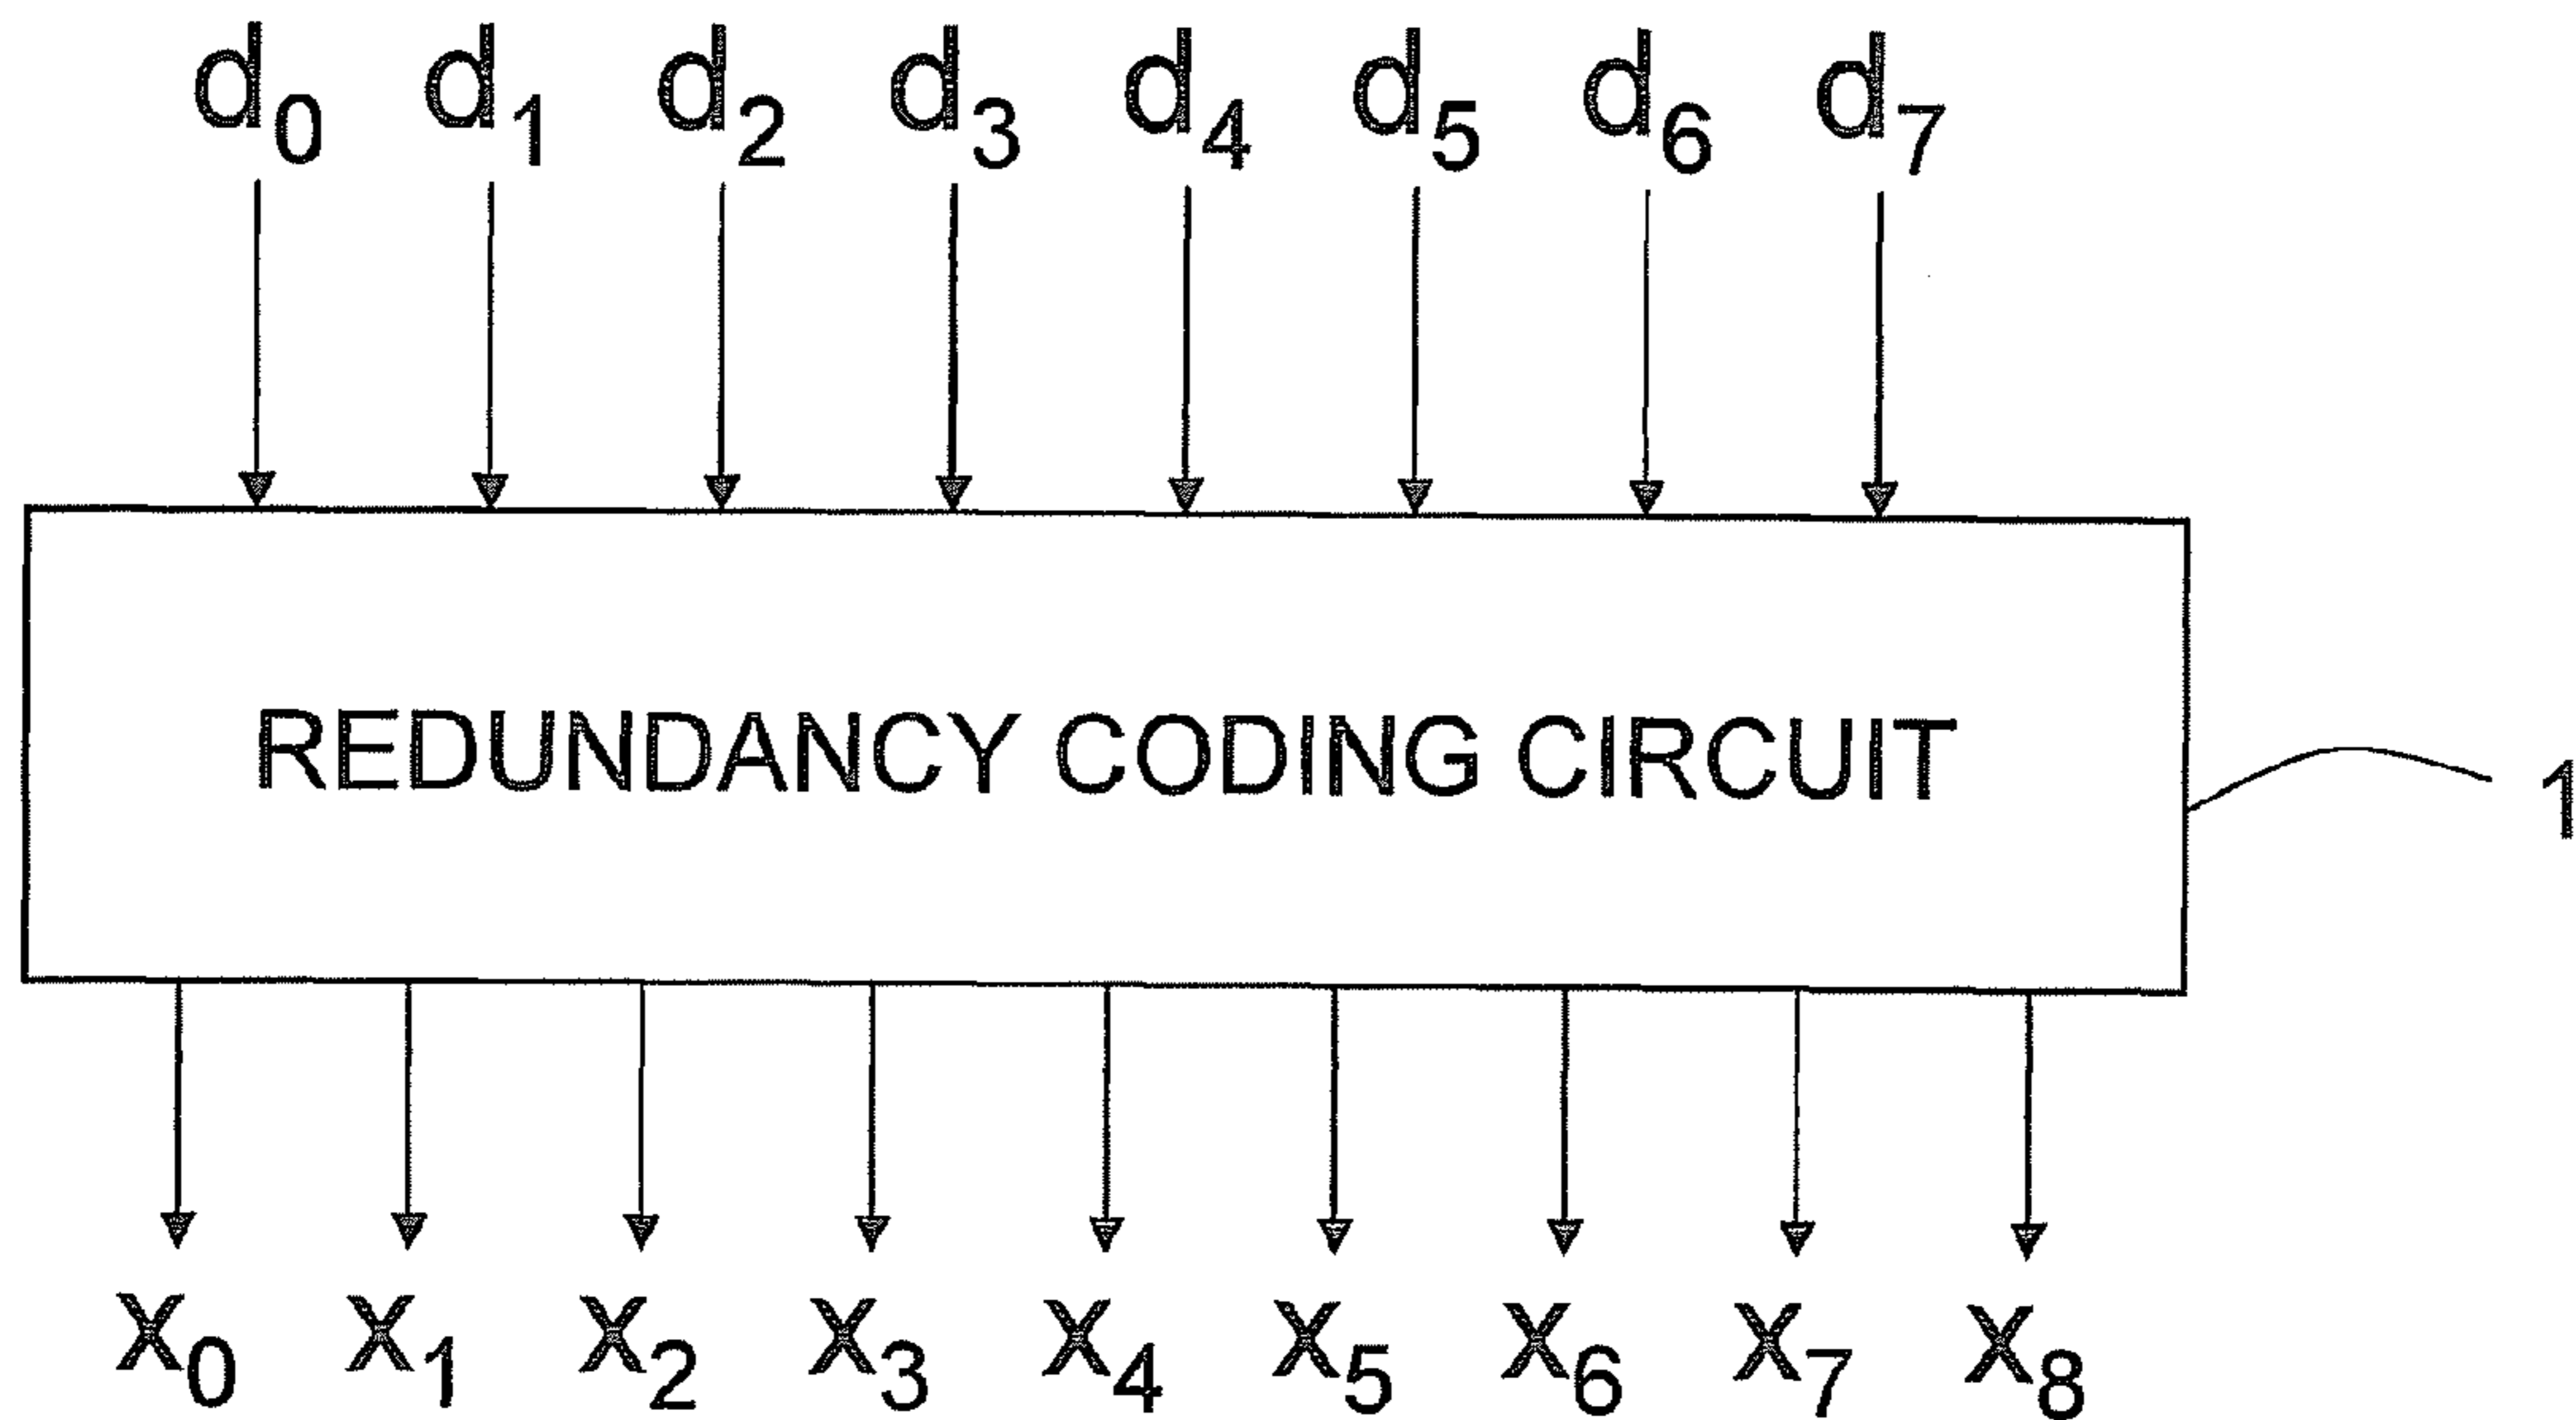 d0 d1 d2 d3 d4 d5 d6 d7
REDUNDANCY CODING CIRCUIT
1
x0 x1 x2 x3 x4 x5 x6 x7 x8